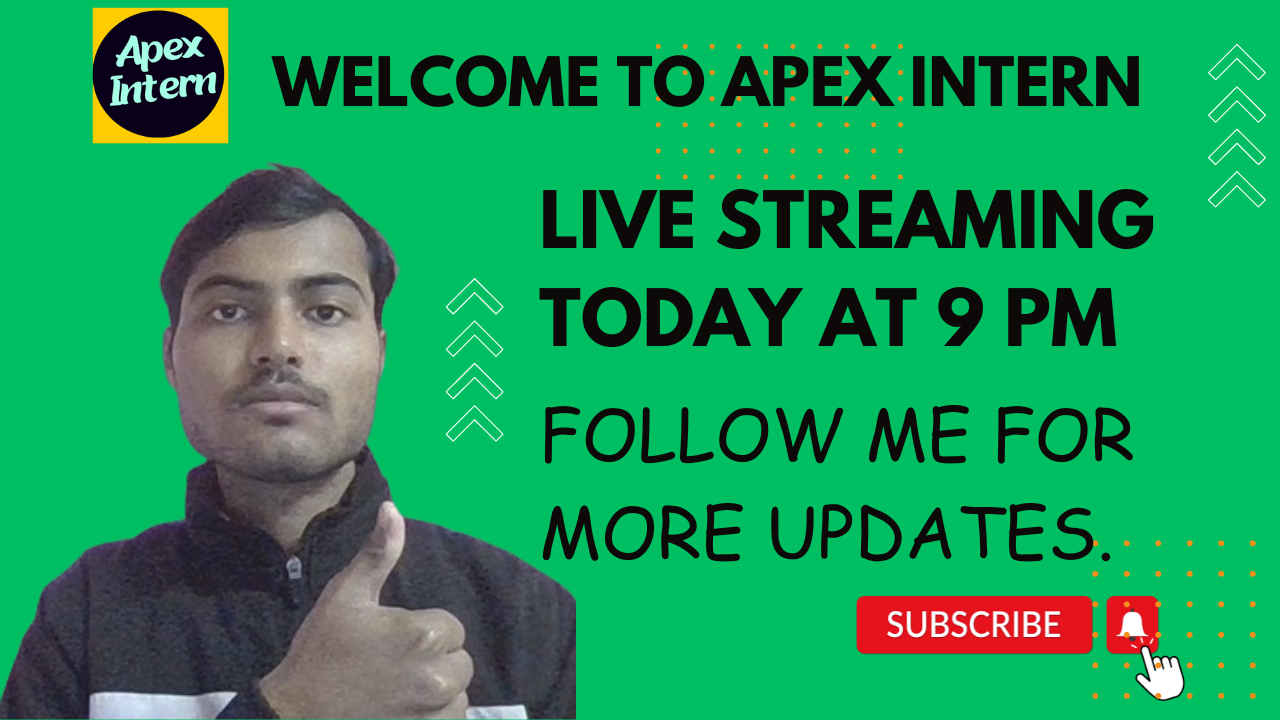 Apex
Intern
WELCOME TO APEX INTERN
LIVE STREAMING
TODAY AT 9 PM
FOLLOW ME FOR
MORE UPDATES.
SUBSCRIBE